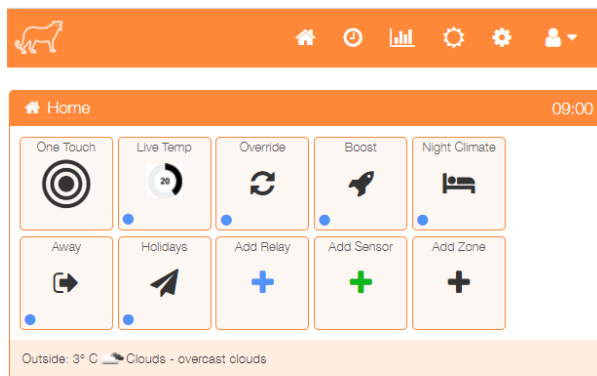 Home 09:00
One Touch Live Temp Override Boost Night Climate
20
Away Holidays Add Relay Add Sensor Add Zone
Outside: 3° C Clouds - overcast clouds